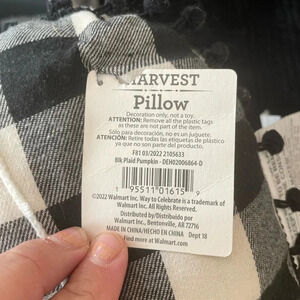 HARVEST
Pillow
Decoration only, not a toy.
ATTENTION: Remove all the plastic tags
as these are not part of the item.
Sólo para decoración, no es un juguete.
ATENCIÓN: Retire todas las etiquetas de plástico
ya que no son parte del producto.
FB1 03/2022 2105633
Blk Plaid Pumpkin - DEH02006864-D
1 95511 01615 9
©2022 Walmart Inc. Way to Celebrate is a trademark of
Walmart Inc. All Rights Reserved.
Distributed by/Distribuido por
Walmart Inc., Bentonville, AR 72716
MADE IN CHINA/HECHO EN CHINA Dept 18
Find more at Walmart.com